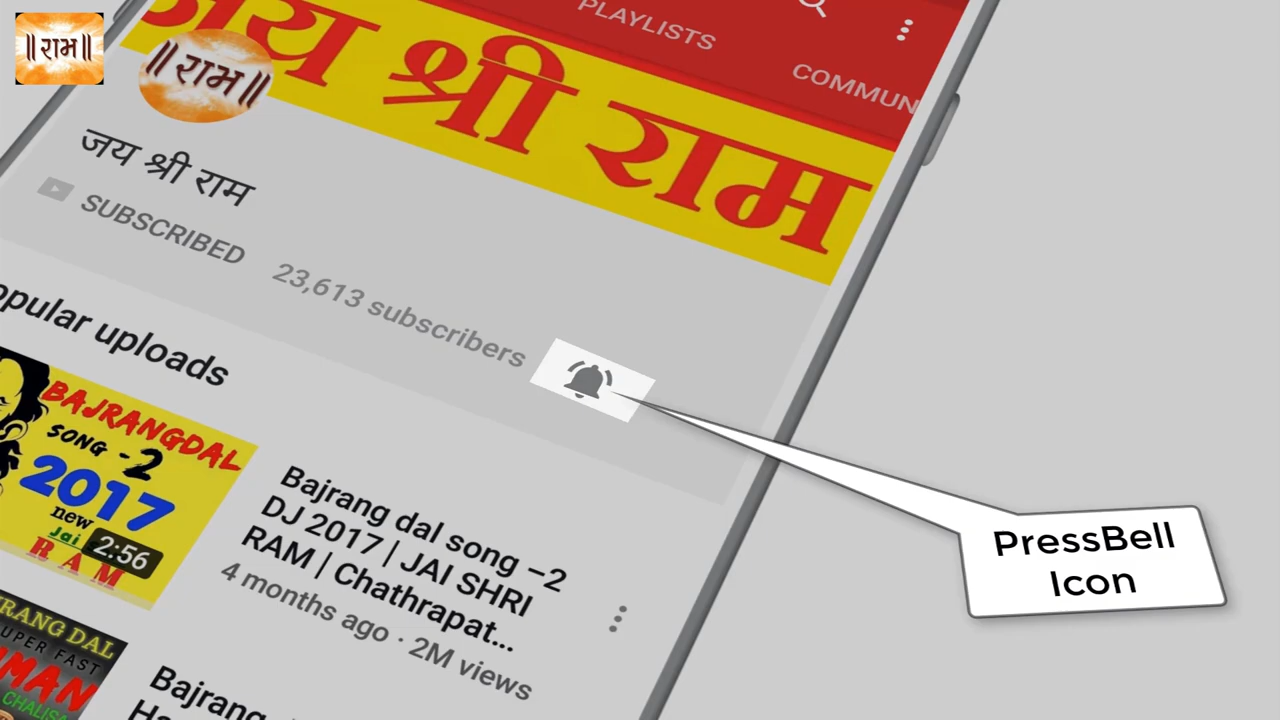 ॥राम॥
PLAYLISTS
COMMUN
जय श्री राम
॥राम॥
जय श्री राम
SUBSCRIBED 23,613 subscribers
opular uploads
BAJRANGDAL
SONG -2
2017
new
Jai
RAM
2:56
Bajrang dal song –2
DJ 2017 | JAI SHRI
RAM | Chathrapat...
4 months ago · 2M views
PressBell
Icon
RANG DAL
SUPER FAST
MAN
CHALISA
Bajrang